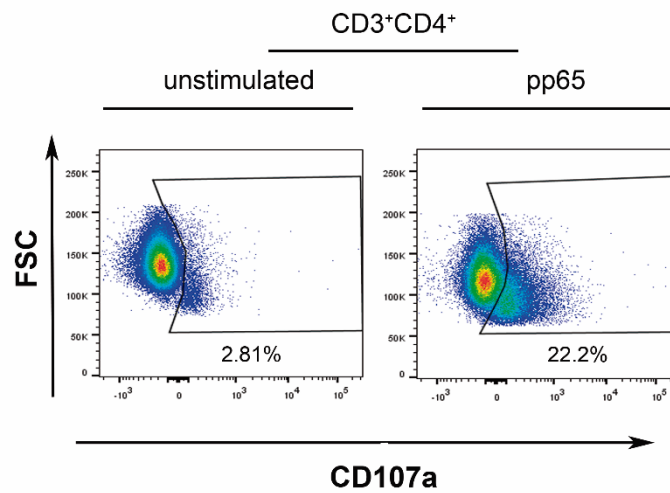 CD3⁺CD4⁺
unstimulated
pp65
FSC
250K
200K
150K
100K
50K
0
2.81%
-10³ 0 10³ 10⁴ 10⁵
250K
200K
150K
100K
50K
0
22.2%
-10³ 0 10³ 10⁴ 10⁵
CD107a